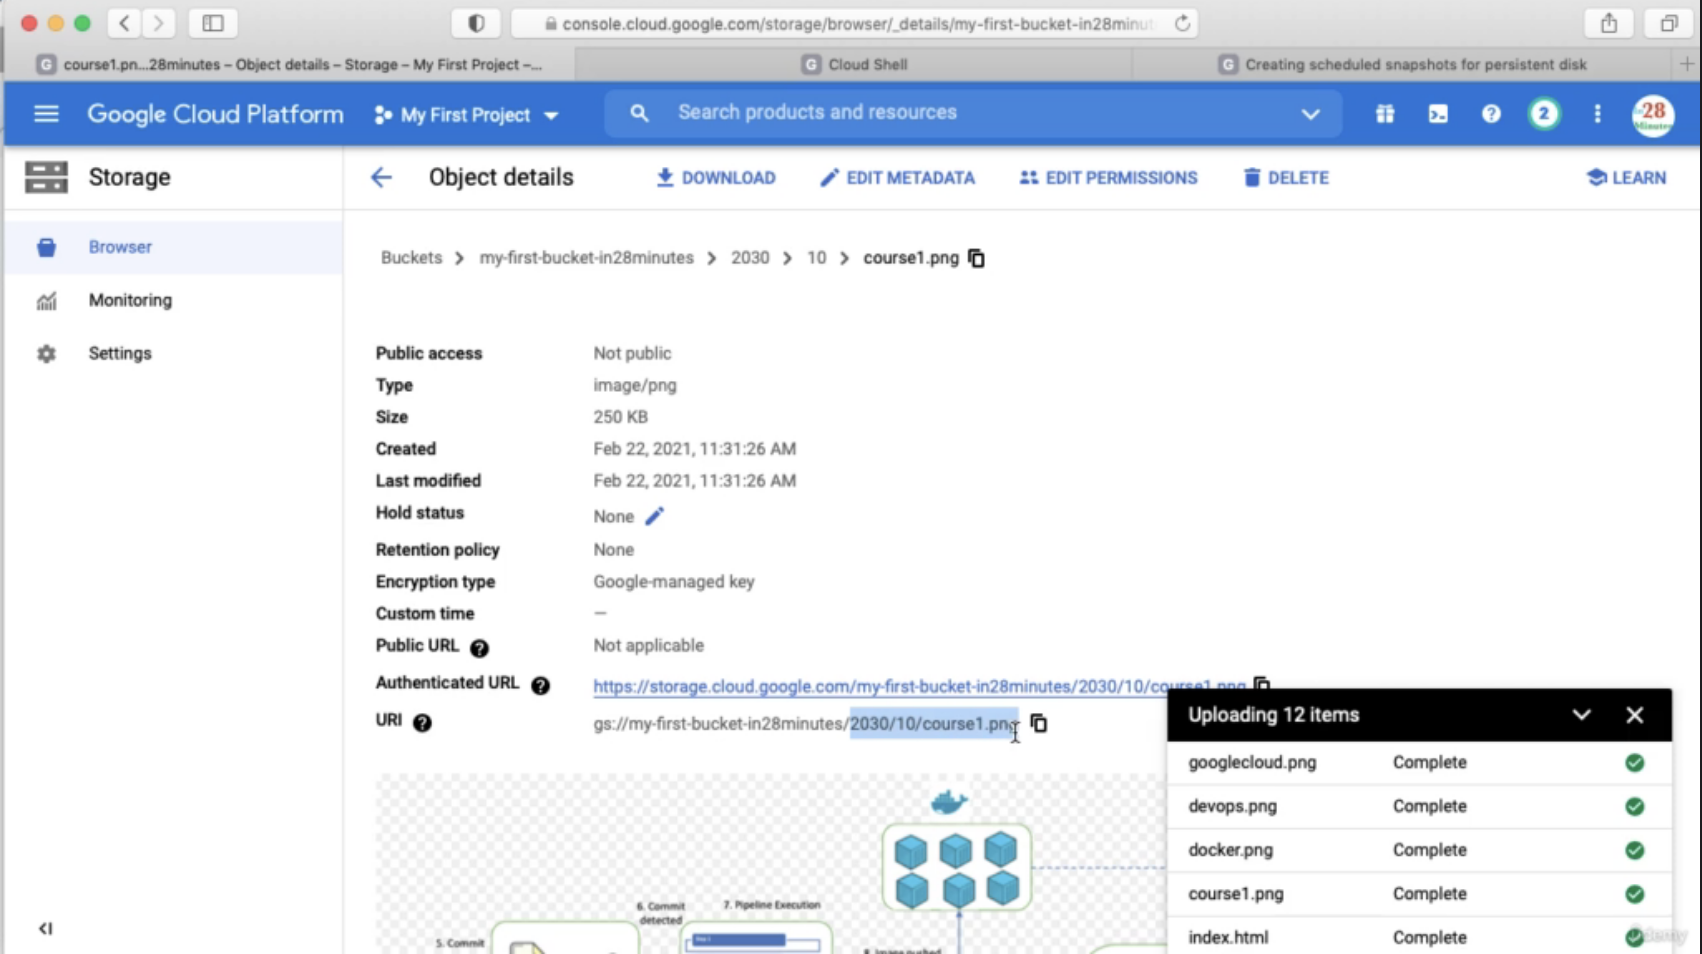 console.cloud.google.com/storage/browser/_details/my-first-bucket-in28minut
course1.pn...28minutes – Object details – Storage – My First Project –...
Cloud Shell
Creating scheduled snapshots for persistent disk
Google Cloud Platform
My First Project
Search products and resources
2
28
Minutes
Storage
Object details
DOWNLOAD
EDIT METADATA
EDIT PERMISSIONS
DELETE
LEARN
Browser
Monitoring
Settings
Buckets > my-first-bucket-in28minutes > 2030 > 10 > course1.png
Public access Not public
Type image/png
Size 250 KB
Created Feb 22, 2021, 11:31:26 AM
Last modified Feb 22, 2021, 11:31:26 AM
Hold status None
Retention policy None
Encryption type Google-managed key
Custom time —
Public URL Not applicable
Authenticated URL https://storage.cloud.google.com/my-first-bucket-in28minutes/2030/10/course1.png
URI gs://my-first-bucket-in28minutes/2030/10/course1.png
Uploading 12 items
googlecloud.png Complete
devops.png Complete
docker.png Complete
course1.png Complete
index.html Complete
6. Commit
detected
7. Pipeline Execution
5. Commit
8. Image pushed
Udemy